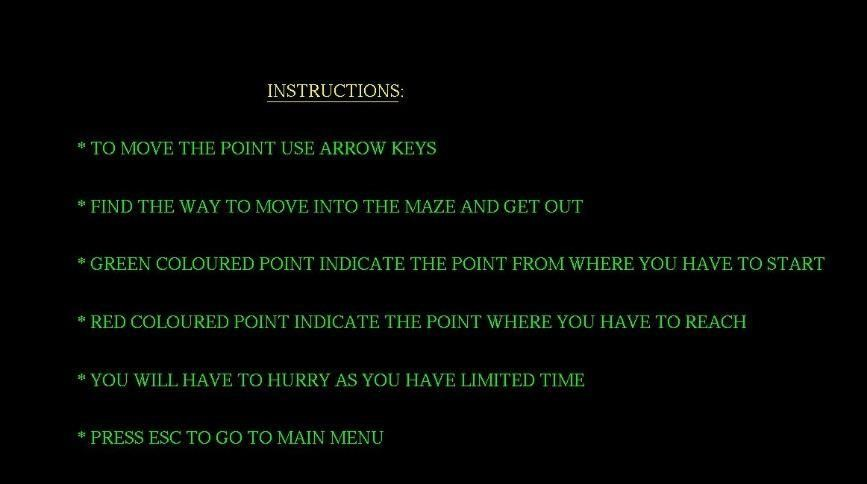 INSTRUCTIONS:
* TO MOVE THE POINT USE ARROW KEYS
* FIND THE WAY TO MOVE INTO THE MAZE AND GET OUT
* GREEN COLOURED POINT INDICATE THE POINT FROM WHERE YOU HAVE TO START
* RED COLOURED POINT INDICATE THE POINT WHERE YOU HAVE TO REACH
* YOU WILL HAVE TO HURRY AS YOU HAVE LIMITED TIME
* PRESS ESC TO GO TO MAIN MENU